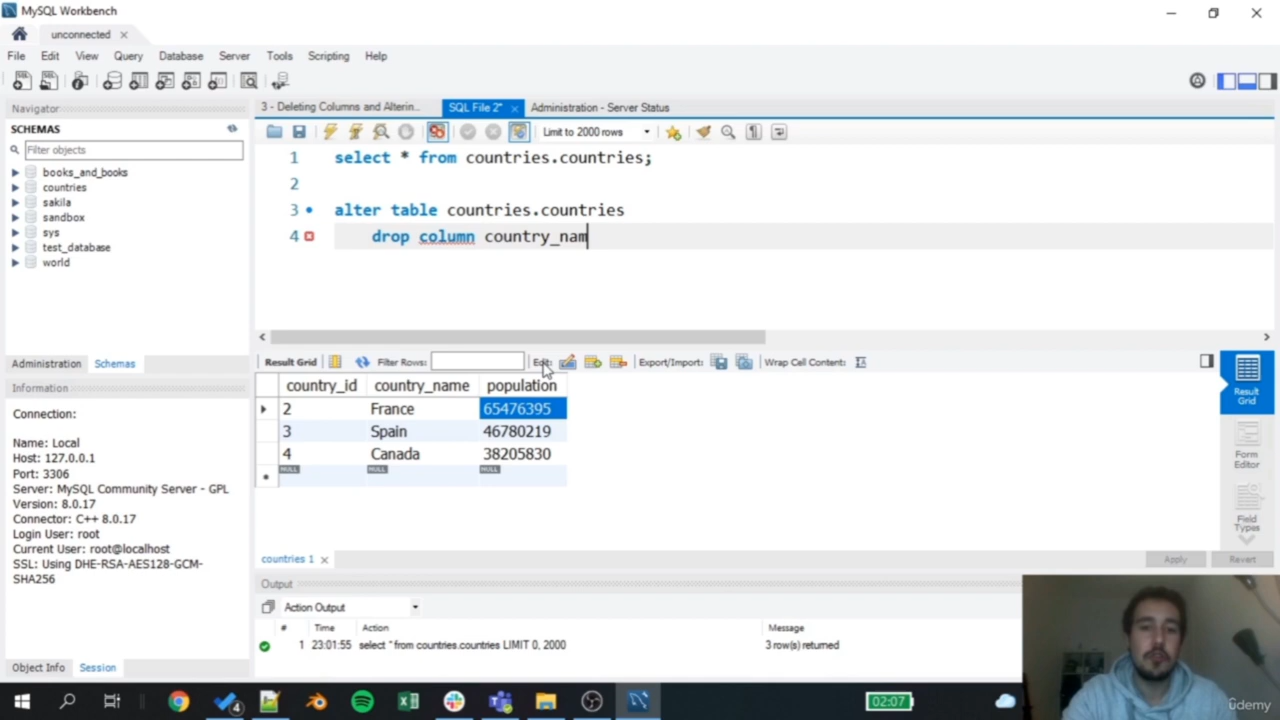 MySQL Workbench
unconnected
File Edit View Query Database Server Tools Scripting Help
Navigator
SCHEMAS
Filter objects
books_and_books
countries
sakila
sandbox
sys
test_database
world
Administration Schemas
Information
Connection:
Name: Local
Host: 127.0.0.1
Port: 3306
Server: MySQL Community Server - GPL
Version: 8.0.17
Connector: C++ 8.0.17
Login User: root
Current User: root@localhost
SSL: Using DHE-RSA-AES128-GCM-
SHA256
Object Info Session
3 - Deleting Columns and Alterin... SQL File 2* Administration - Server Status
Limit to 2000 rows
1 select * from countries.countries;
2
3 alter table countries.countries
4 drop column country_nam
Result Grid Filter Rows: Edit: Export/Import: Wrap Cell Content:
country_id country_name population
2 France 65476395
3 Spain 46780219
4 Canada 38205830
NULL NULL NULL
Result
Grid
Form
Editor
Field
Types
countries 1 Apply Revert
Output
Action Output
# Time Action Message
1 23:01:55 select * from countries.countries LIMIT 0, 2000 3 row(s) returned
4
02:07
ûdemy